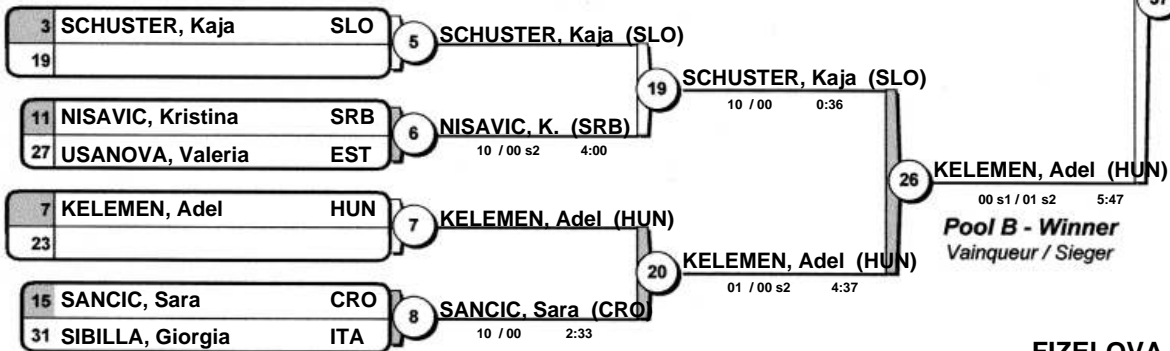 3 SCHUSTER, Kaja SLO
19
5 SCHUSTER, Kaja (SLO)
19 SCHUSTER, Kaja (SLO)
10 / 00 0:36
11 NISAVIC, Kristina SRB
27 USANOVA, Valeria EST
6 NISAVIC, K. (SRB)
10 / 00 s2 4:00
26 KELEMEN, Adel (HUN)
00 s1 / 01 s2 5:47
Pool B - Winner
Vainqueur / Sieger
7 KELEMEN, Adel HUN
23
7 KELEMEN, Adel (HUN)
20 KELEMEN, Adel (HUN)
01 / 00 s2 4:37
15 SANCIC, Sara CRO
31 SIBILLA, Giorgia ITA
8 SANCIC, Sara (CRO)
10 / 00 2:33
FIZELOVA